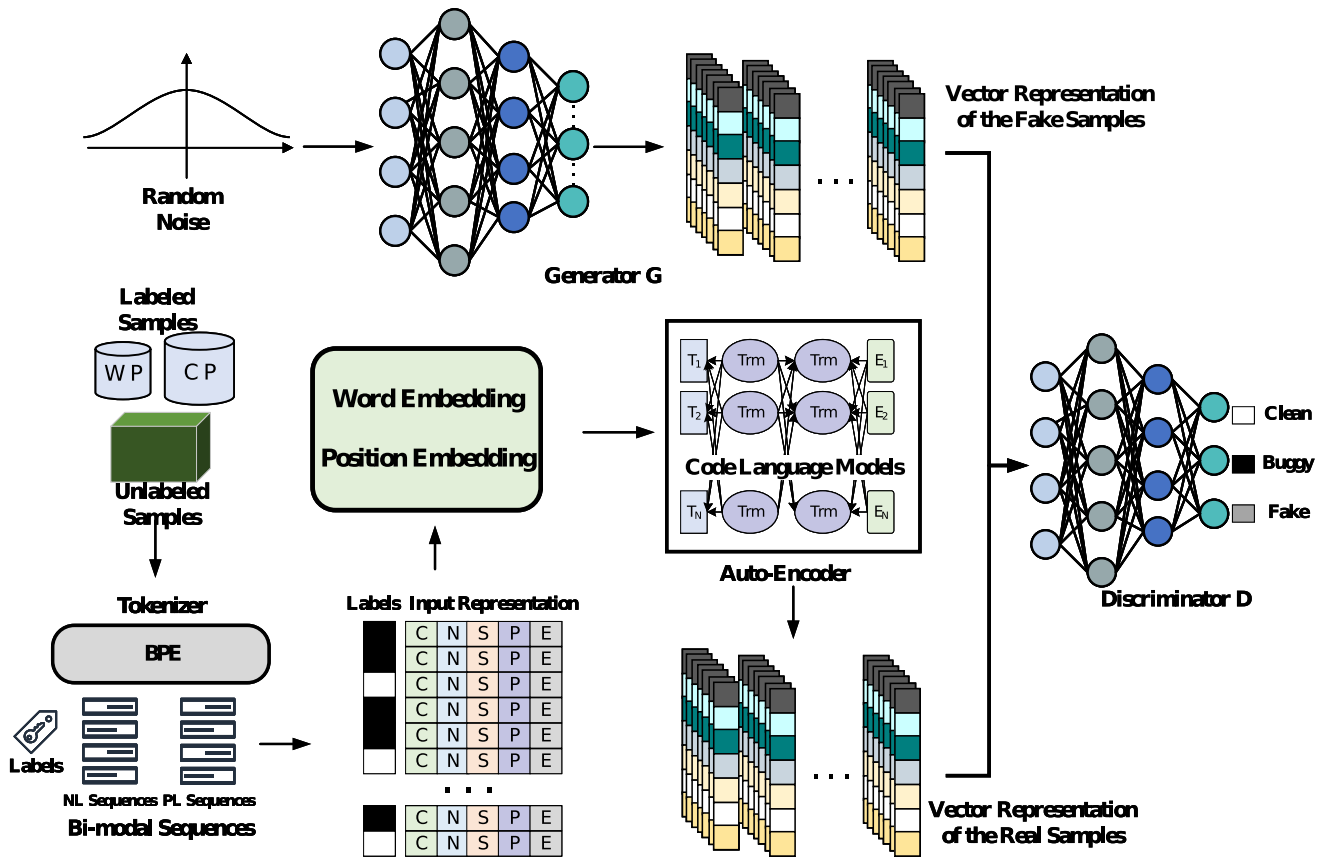 Random
Noise
Generator G
. . .
Vector Representation
of the Fake Samples
Labeled
Samples
W P
C P
Unlabeled
Samples
Tokenizer
BPE
Labels
NL Sequences
PL Sequences
Bi-modal Sequences
Word Embedding
Position Embedding
Labels
Input Representation
C N S P E
C N S P E
C N S P E
C N S P E
C N S P E
C N S P E
. . .
C N S P E
C N S P E
T1 Trm Trm E1
T2 Trm Trm E2
Code Language Models
TN Trm Trm EN
Auto-Encoder
. . .
Vector Representation
of the Real Samples
Clean
Buggy
Fake
Discriminator D